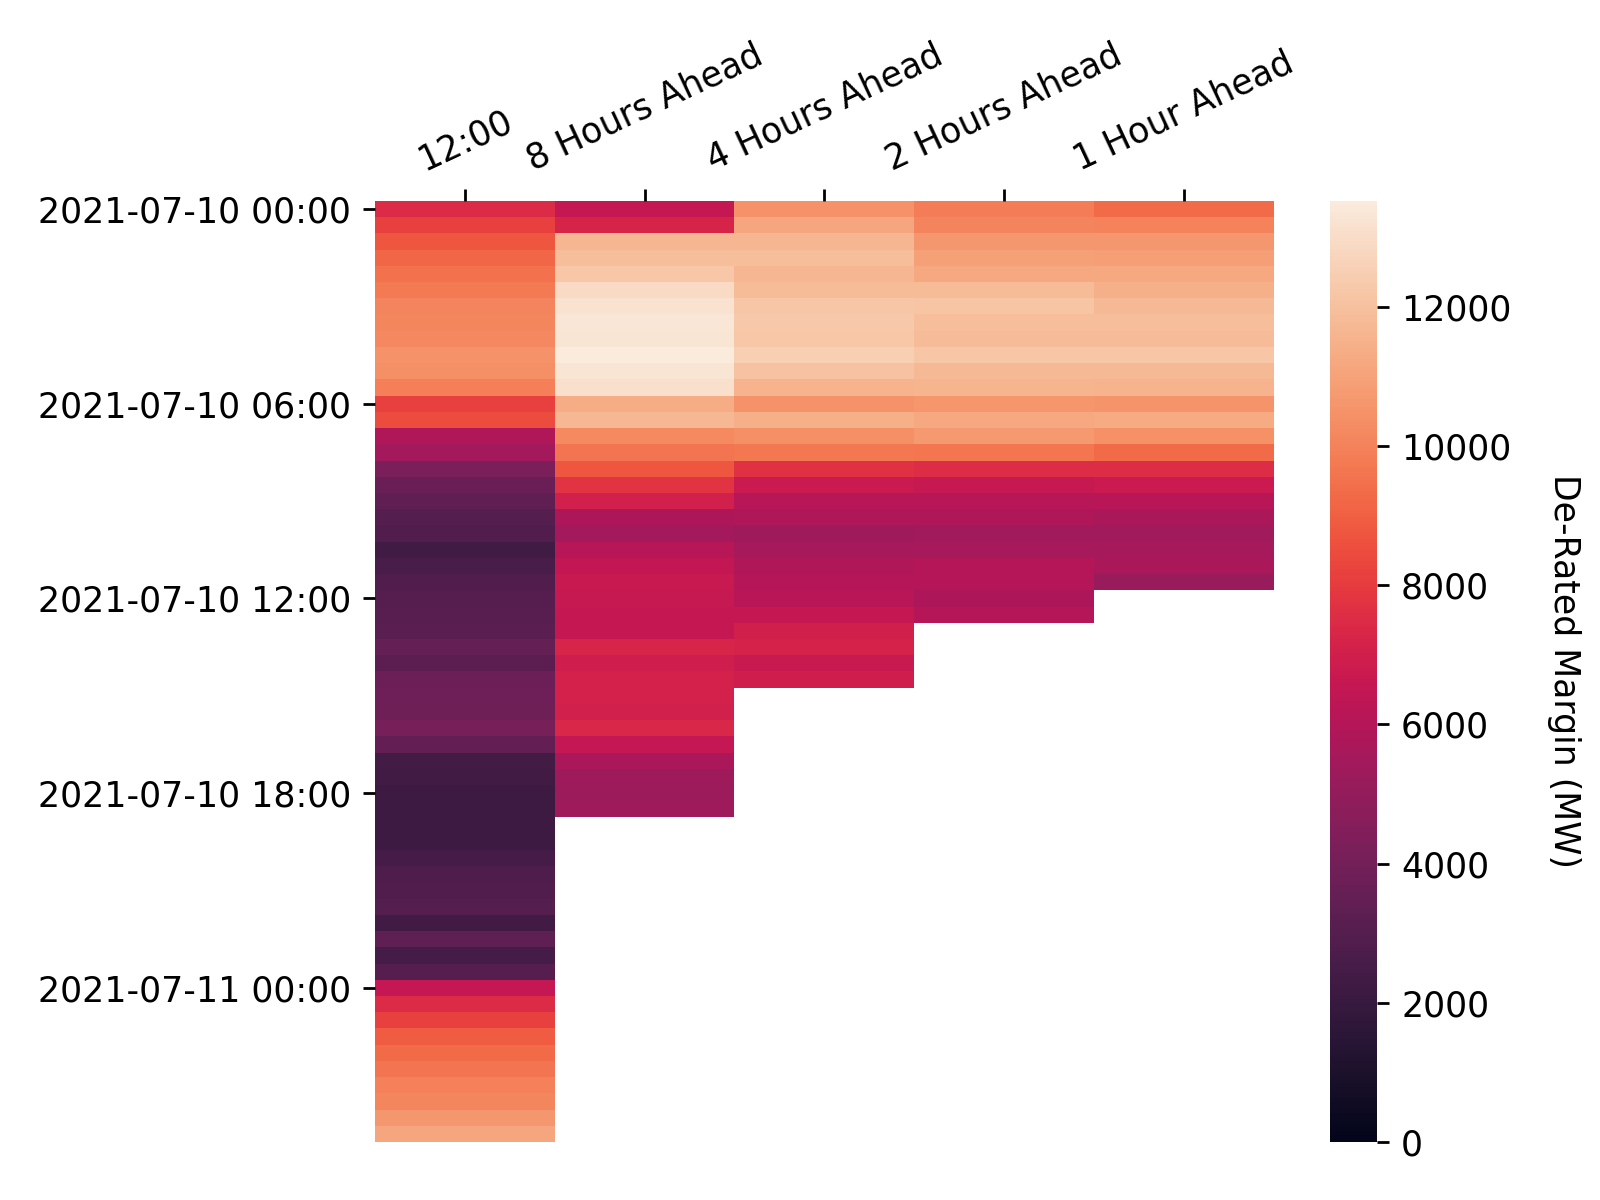 12:00
8 Hours Ahead
4 Hours Ahead
2 Hours Ahead
1 Hour Ahead
2021-07-10 00:00
2021-07-10 06:00
2021-07-10 12:00
2021-07-10 18:00
2021-07-11 00:00
12000
10000
8000
6000
4000
2000
0
De-Rated Margin (MW)